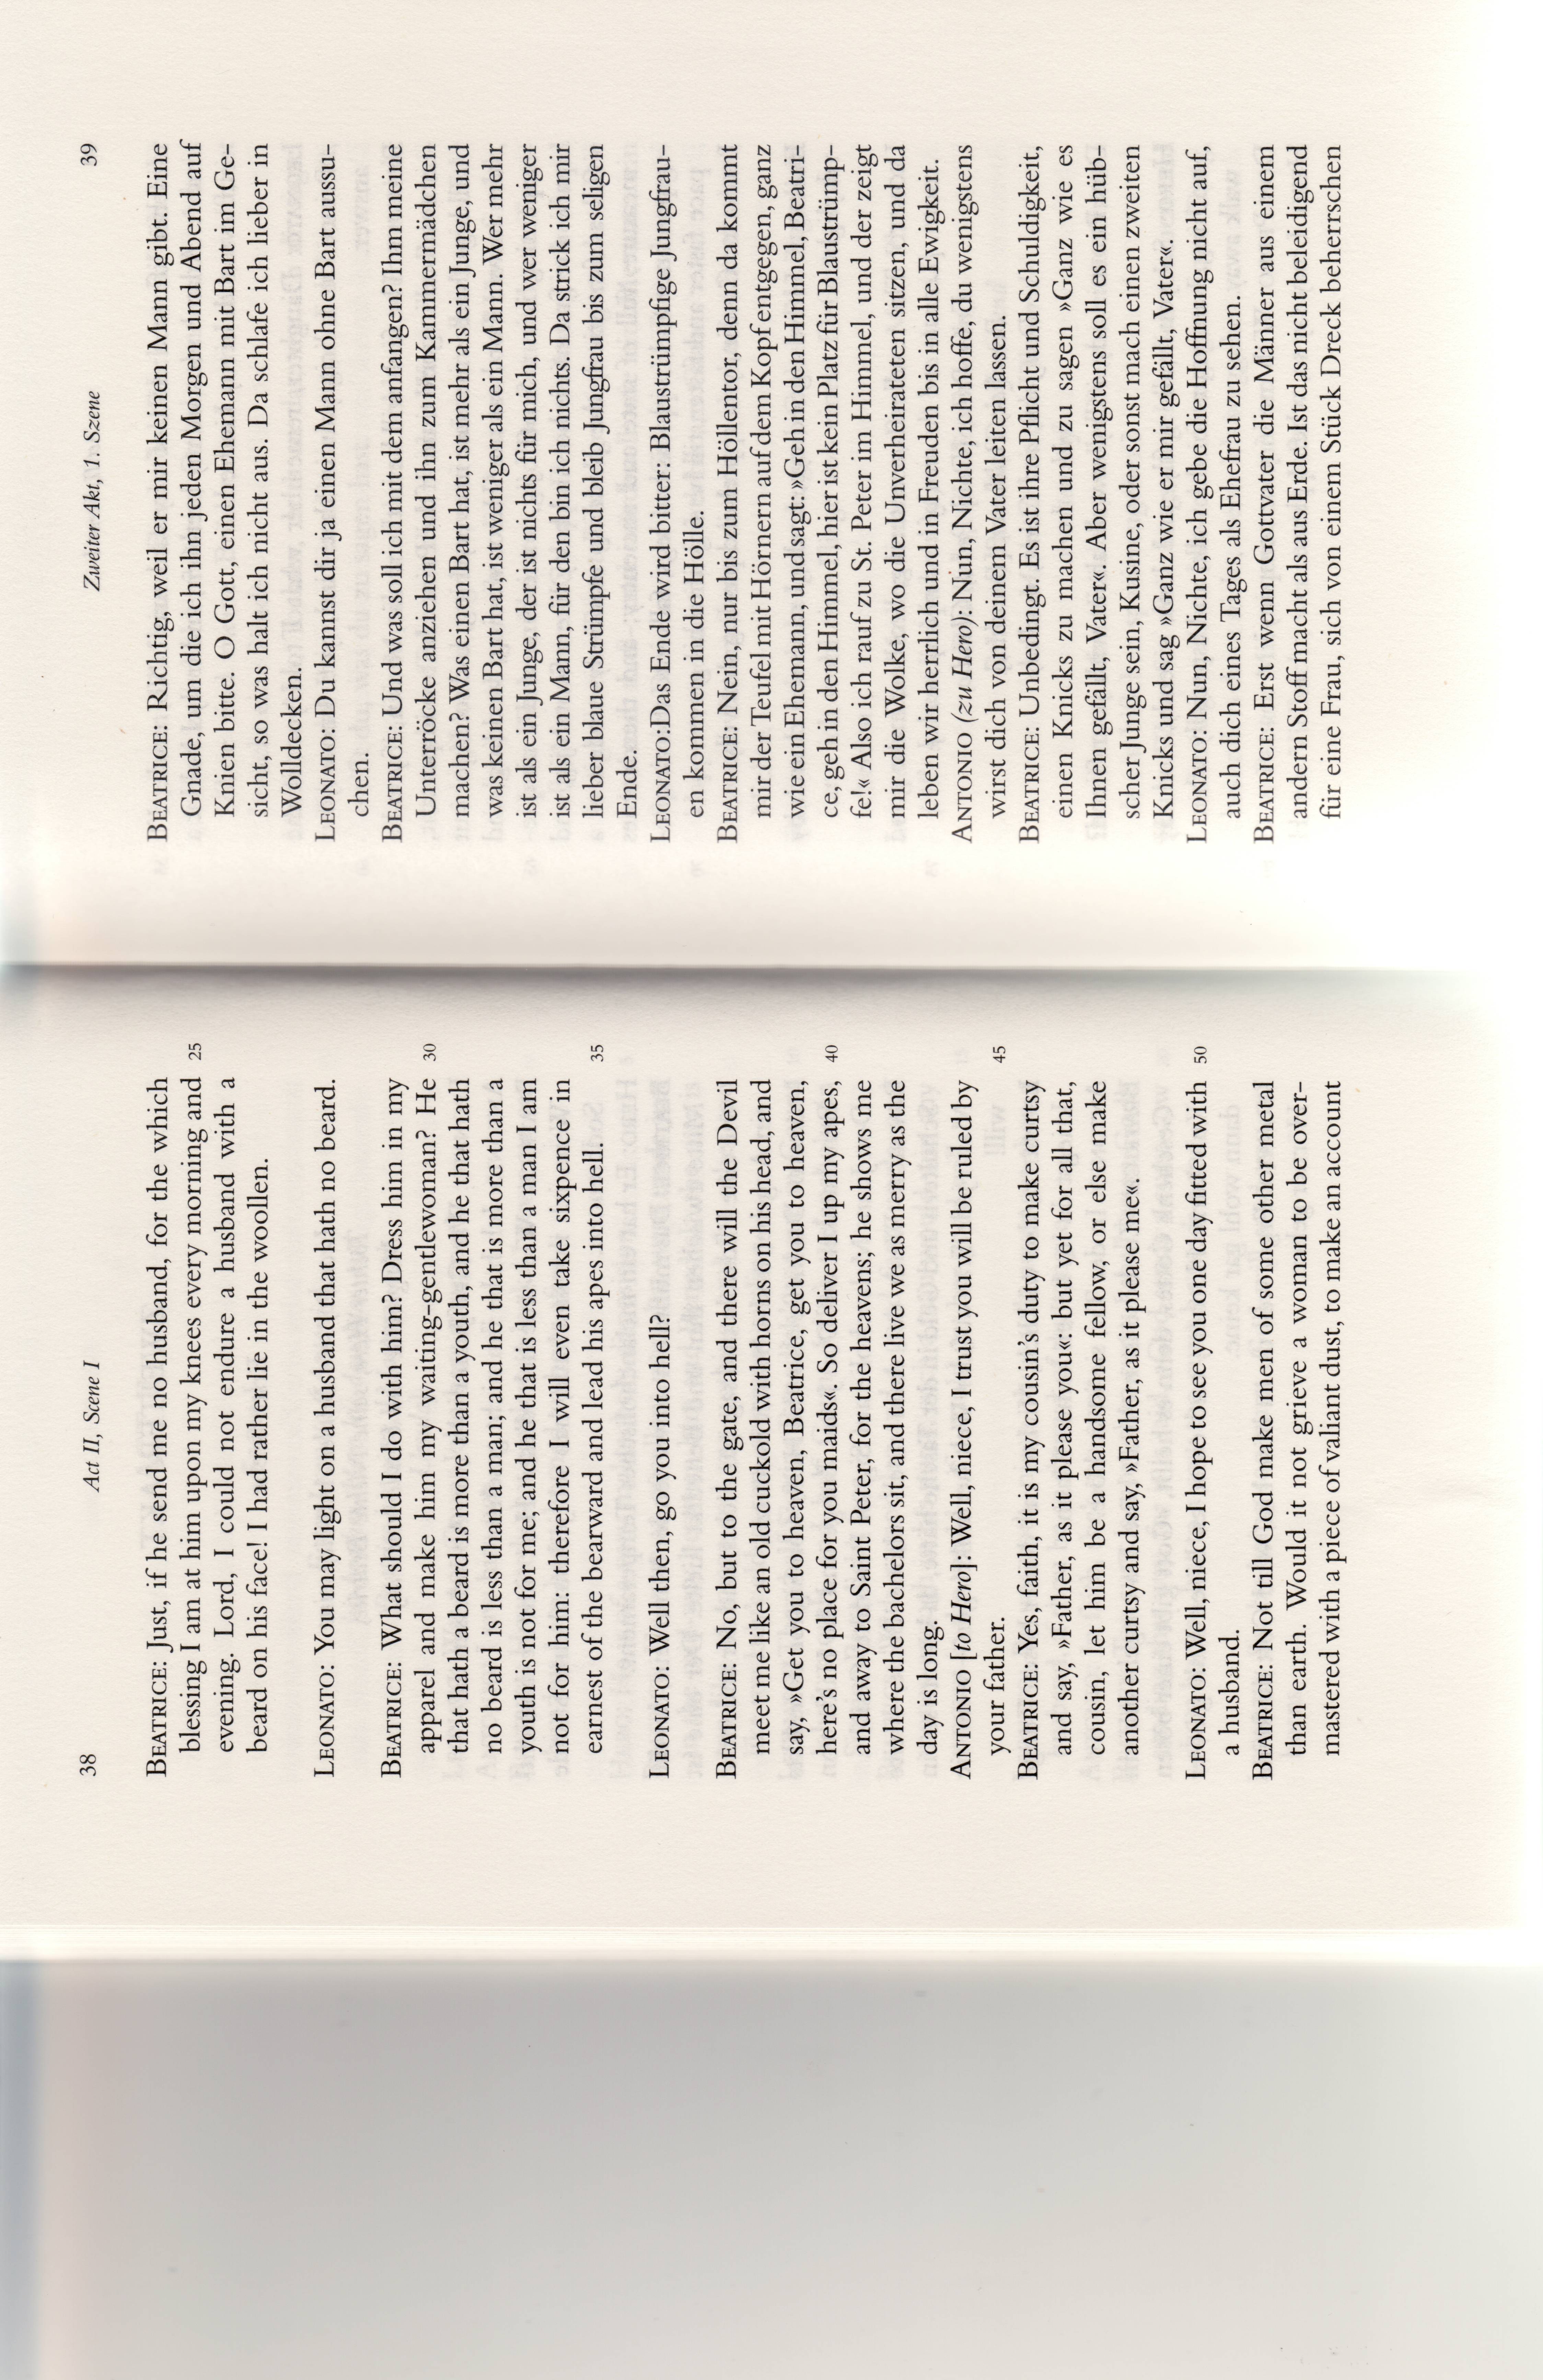 38
Act II, Scene I
BEATRICE: Just, if he send me no husband, for the which
blessing I am at him upon my knees every morning and 25
evening. Lord, I could not endure a husband with a
beard on his face! I had rather lie in the woollen.
LEONATO: You may light on a husband that hath no beard.
BEATRICE: What should I do with him? Dress him in my
apparel and make him my waiting-gentlewoman? He 30
that hath a beard is more than a youth, and he that hath
no beard is less than a man; and he that is more than a
youth is not for me; and he that is less than a man I am
not for him: therefore I will even take sixpence in
earnest of the bearward and lead his apes into hell. 35
LEONATO: Well then, go you into hell?
BEATRICE: No, but to the gate, and there will the Devil
meet me like an old cuckold with horns on his head, and
say, »Get you to heaven, Beatrice, get you to heaven,
here's no place for you maids«. So deliver I up my apes, 40
and away to Saint Peter, for the heavens; he shows me
where the bachelors sit, and there live we as merry as the
day is long.
ANTONIO [to Hero]: Well, niece, I trust you will be ruled by
your father. 45
BEATRICE: Yes, faith, it is my cousin's duty to make curtsy
and say, »Father, as it please you«: but yet for all that,
cousin, let him be a handsome fellow, or else make
another curtsy and say, »Father, as it please me«.
LEONATO: Well, niece, I hope to see you one day fitted with 50
a husband.
BEATRICE: Not till God make men of some other metal
than earth. Would it not grieve a woman to be over-
mastered with a piece of valiant dust, to make an account
Zweiter Akt, 1. Szene
39
BEATRICE: Richtig, weil er mir keinen Mann gibt. Eine
Gnade, um die ich ihn jeden Morgen und Abend auf
Knien bitte. O Gott, einen Ehemann mit Bart im Ge-
sicht, so was halt ich nicht aus. Da schlafe ich lieber in
Wolldecken.
LEONATO: Du kannst dir ja einen Mann ohne Bart aussu-
chen.
BEATRICE: Und was soll ich mit dem anfangen? Ihm meine
Unterröcke anziehen und ihn zum Kammermädchen
machen? Was einen Bart hat, ist mehr als ein Junge, und
was keinen Bart hat, ist weniger als ein Mann. Wer mehr
ist als ein Junge, der ist nichts für mich, und wer weniger
ist als ein Mann, für den bin ich nichts. Da strick ich mir
lieber blaue Strümpfe und bleib Jungfrau bis zum seligen
Ende.
LEONATO:Das Ende wird bitter: Blaustrümpfige Jungfrau-
en kommen in die Hölle.
BEATRICE: Nein, nur bis zum Höllentor, denn da kommt
mir der Teufel mit Hörnern auf dem Kopf entgegen, ganz
wie ein Ehemann, und sagt: »Geh in den Himmel, Beatri-
ce, geh in den Himmel, hier ist kein Platz für Blaustrümp-
fe!« Also ich rauf zu St. Peter im Himmel, und der zeigt
mir die Wolke, wo die Unverheirateten sitzen, und da
leben wir herrlich und in Freuden bis in alle Ewigkeit.
ANTONIO (zu Hero): Nun, Nichte, ich hoffe, du wenigstens
wirst dich von deinem Vater leiten lassen.
BEATRICE: Unbedingt. Es ist ihre Pflicht und Schuldigkeit,
einen Knicks zu machen und zu sagen »Ganz wie es
Ihnen gefällt, Vater«. Aber wenigstens soll es ein hüb-
scher Junge sein, Kusine, oder sonst mach einen zweiten
Knicks und sag »Ganz wie er mir gefällt, Vater«.
LEONATO: Nun, Nichte, ich gebe die Hoffnung nicht auf,
auch dich eines Tages als Ehefrau zu sehen.
BEATRICE: Erst wenn Gottvater die Männer aus einem
andern Stoff macht als aus Erde. Ist das nicht beleidigend
für eine Frau, sich von einem Stück Dreck beherrschen